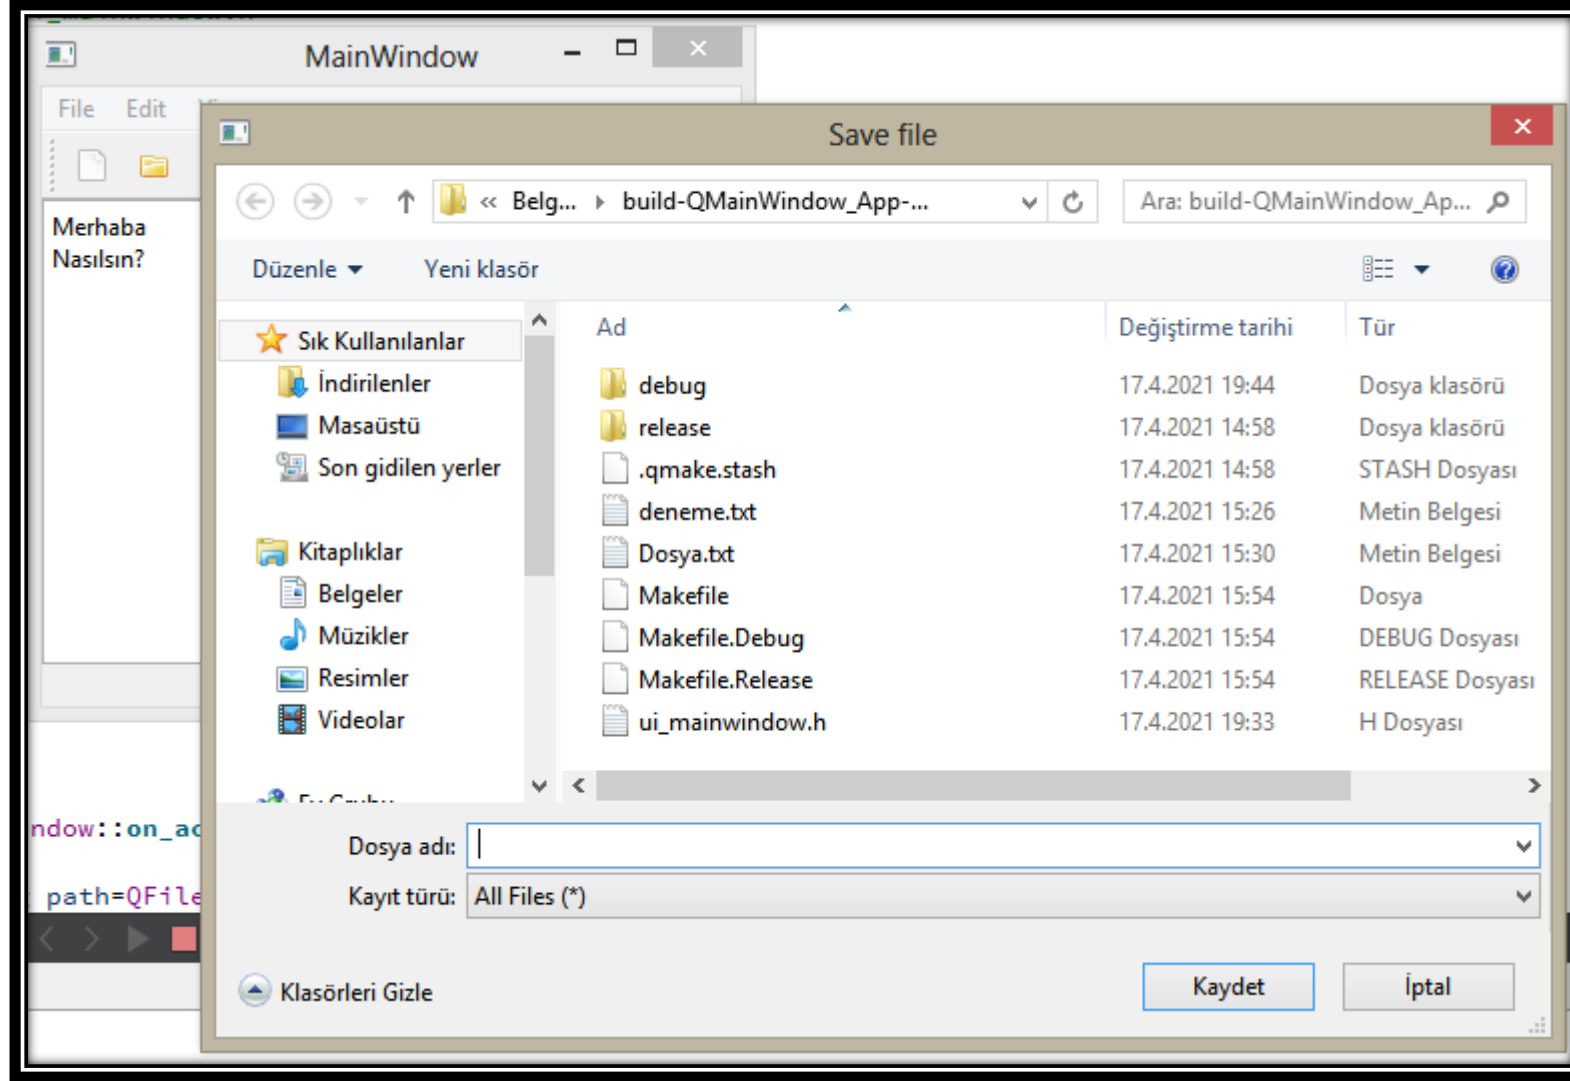 MainWindow
File Edit
Save file
« Belg... build-QMainWindow_App-...
Ara: build-QMainWindow_Ap...
Merhaba
Nasılsın?
Düzenle Yeni klasör
Ad Değiştirme tarihi Tür
Sık Kullanılanlar
İndirilenler
Masaüstü
Son gidilen yerler
Kitaplıklar
Belgeler
Müzikler
Resimler
Videolar
debug 17.4.2021 19:44 Dosya klasörü
release 17.4.2021 14:58 Dosya klasörü
.qmake.stash 17.4.2021 14:58 STASH Dosyası
deneme.txt 17.4.2021 15:26 Metin Belgesi
Dosya.txt 17.4.2021 15:30 Metin Belgesi
Makefile 17.4.2021 15:54 Dosya
Makefile.Debug 17.4.2021 15:54 DEBUG Dosyası
Makefile.Release 17.4.2021 15:54 RELEASE Dosyası
ui_mainwindow.h 17.4.2021 19:33 H Dosyası
ndow::on_ac
path=QFile
Dosya adı:
Kayıt türü: All Files (*)
Klasörleri Gizle
Kaydet İptal